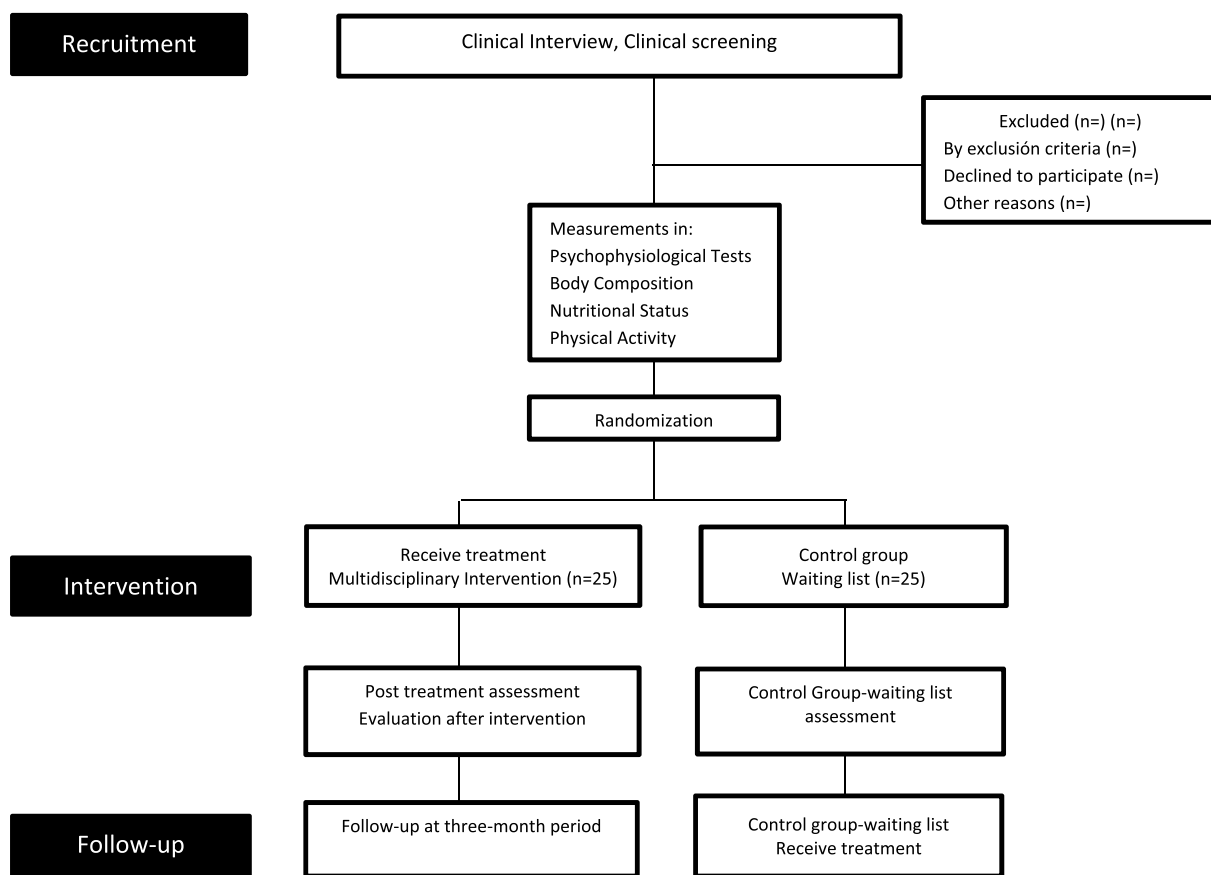 Recruitment
Clinical Interview, Clinical screening
Excluded (n=) (n=)
By exclusión criteria (n=)
Declined to participate (n=)
Other reasons (n=)
Measurements in:
Psychophysiological Tests
Body Composition
Nutritional Status
Physical Activity
Randomization
Intervention
Receive treatment
Multidisciplinary Intervention (n=25)
Control group
Waiting list (n=25)
Post treatment assessment
Evaluation after intervention
Control Group-waiting list
assessment
Follow-up
Follow-up at three-month period
Control group-waiting list
Receive treatment